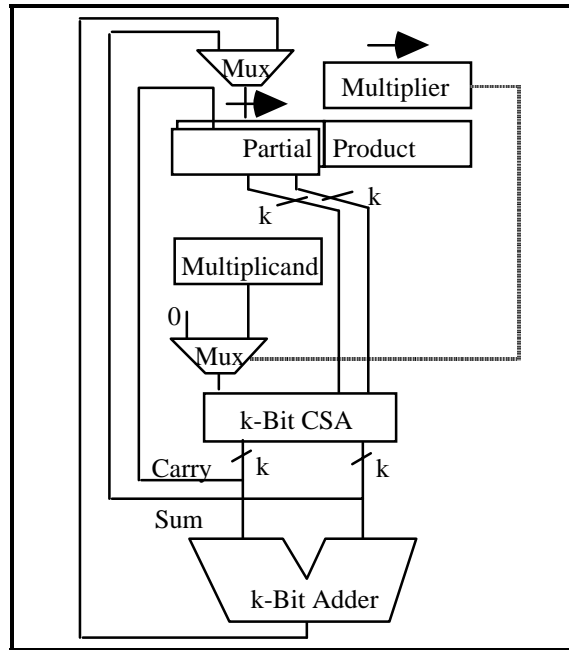 Mux
Multiplier
Partial Product
k
k
Multiplicand
0
Mux
k-Bit CSA
Carry
k
k
Sum
k-Bit Adder